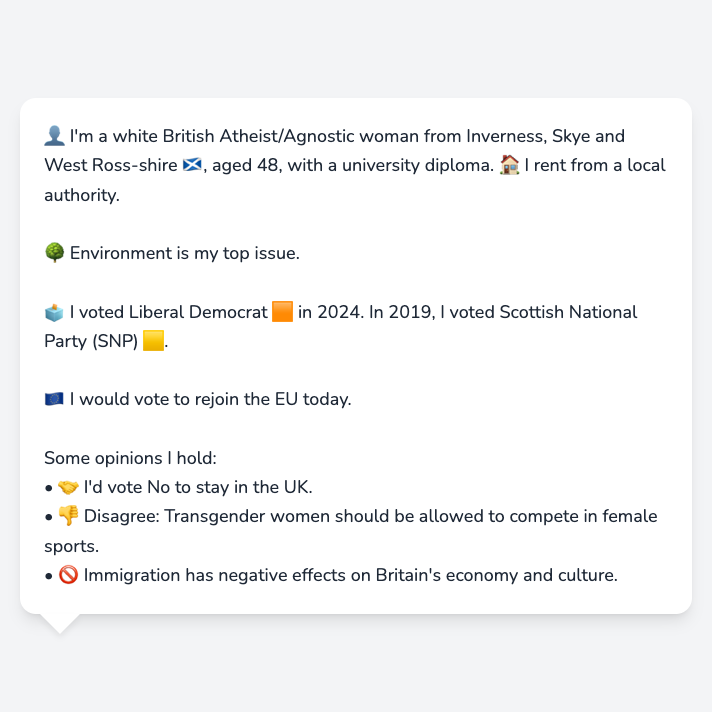 👤 I'm a white British Atheist/Agnostic woman from Inverness, Skye and
West Ross-shire 🏴󠁧󠁢󠁳󠁣󠁴󠁿, aged 48, with a university diploma. 🏠 I rent from a local
authority.
🌳 Environment is my top issue.
🗳️ I voted Liberal Democrat 🟧 in 2024. In 2019, I voted Scottish National
Party (SNP) 🟨.
🇪🇺 I would vote to rejoin the EU today.
Some opinions I hold:
• 🤝 I'd vote No to stay in the UK.
• 👎 Disagree: Transgender women should be allowed to compete in female
sports.
• 🚫 Immigration has negative effects on Britain's economy and culture.